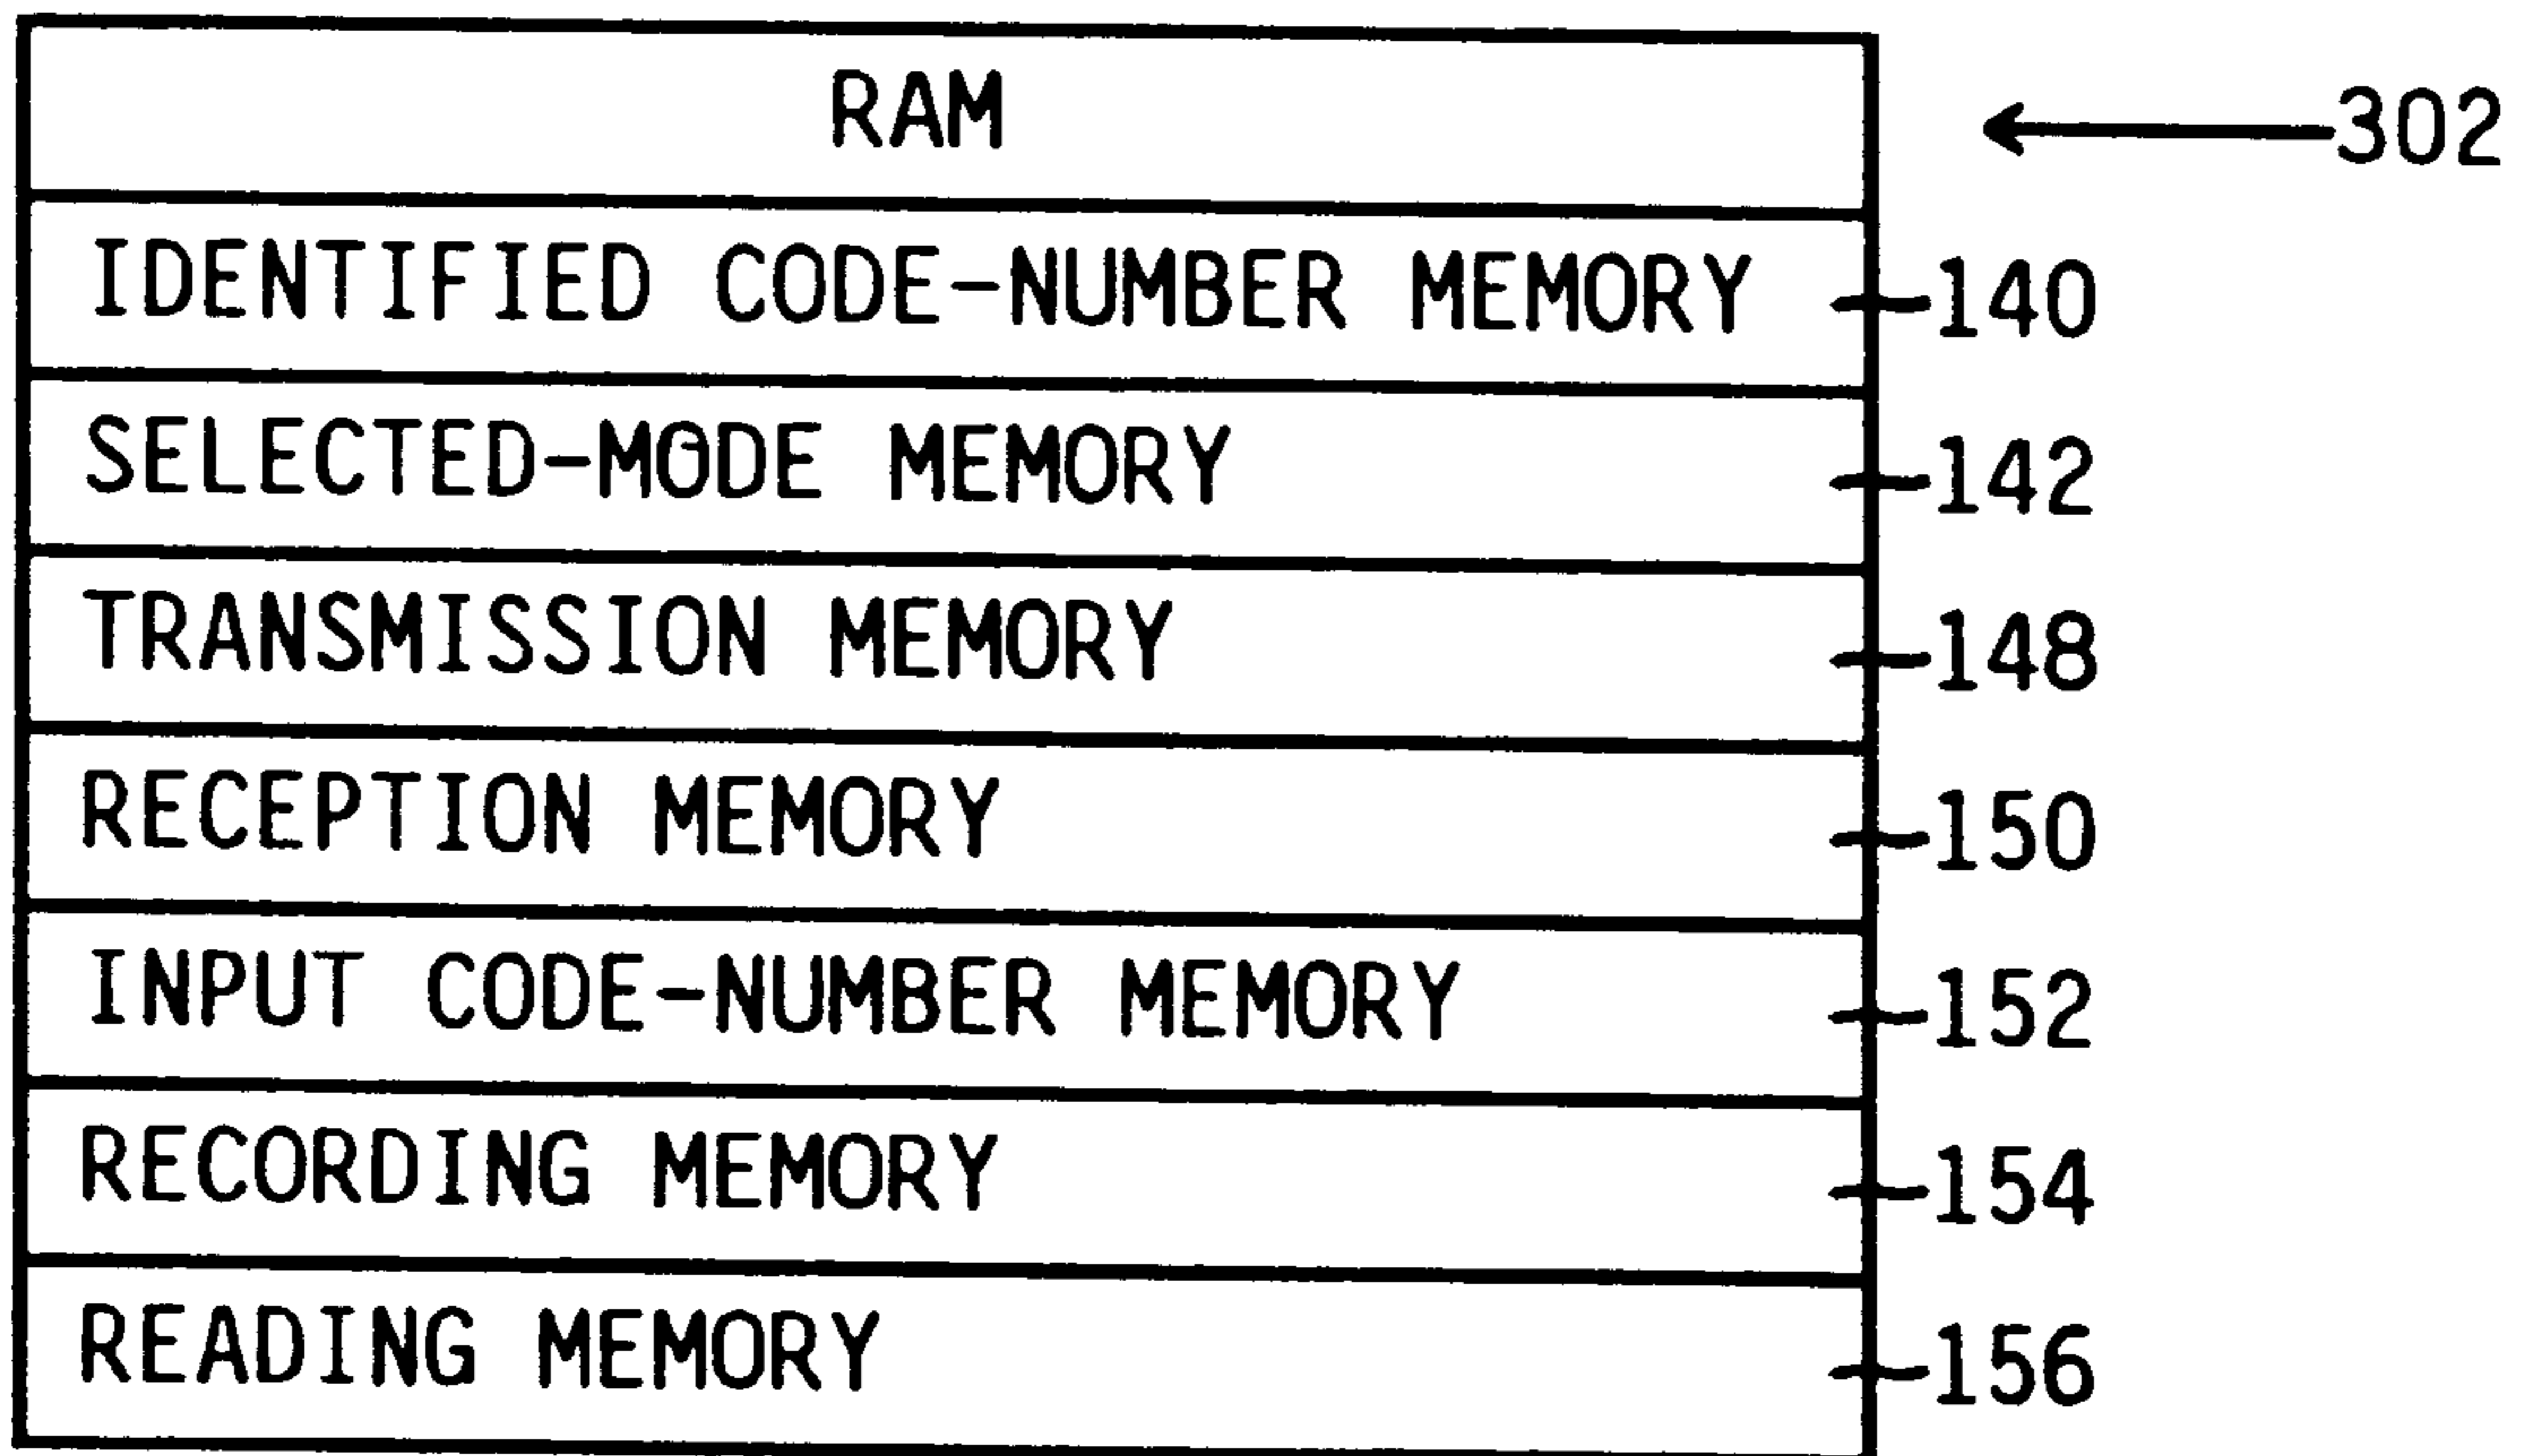 RAM 302
IDENTIFIED CODE-NUMBER MEMORY 140
SELECTED-MODE MEMORY 142
TRANSMISSION MEMORY 148
RECEPTION MEMORY 150
INPUT CODE-NUMBER MEMORY 152
RECORDING MEMORY 154
READING MEMORY 156